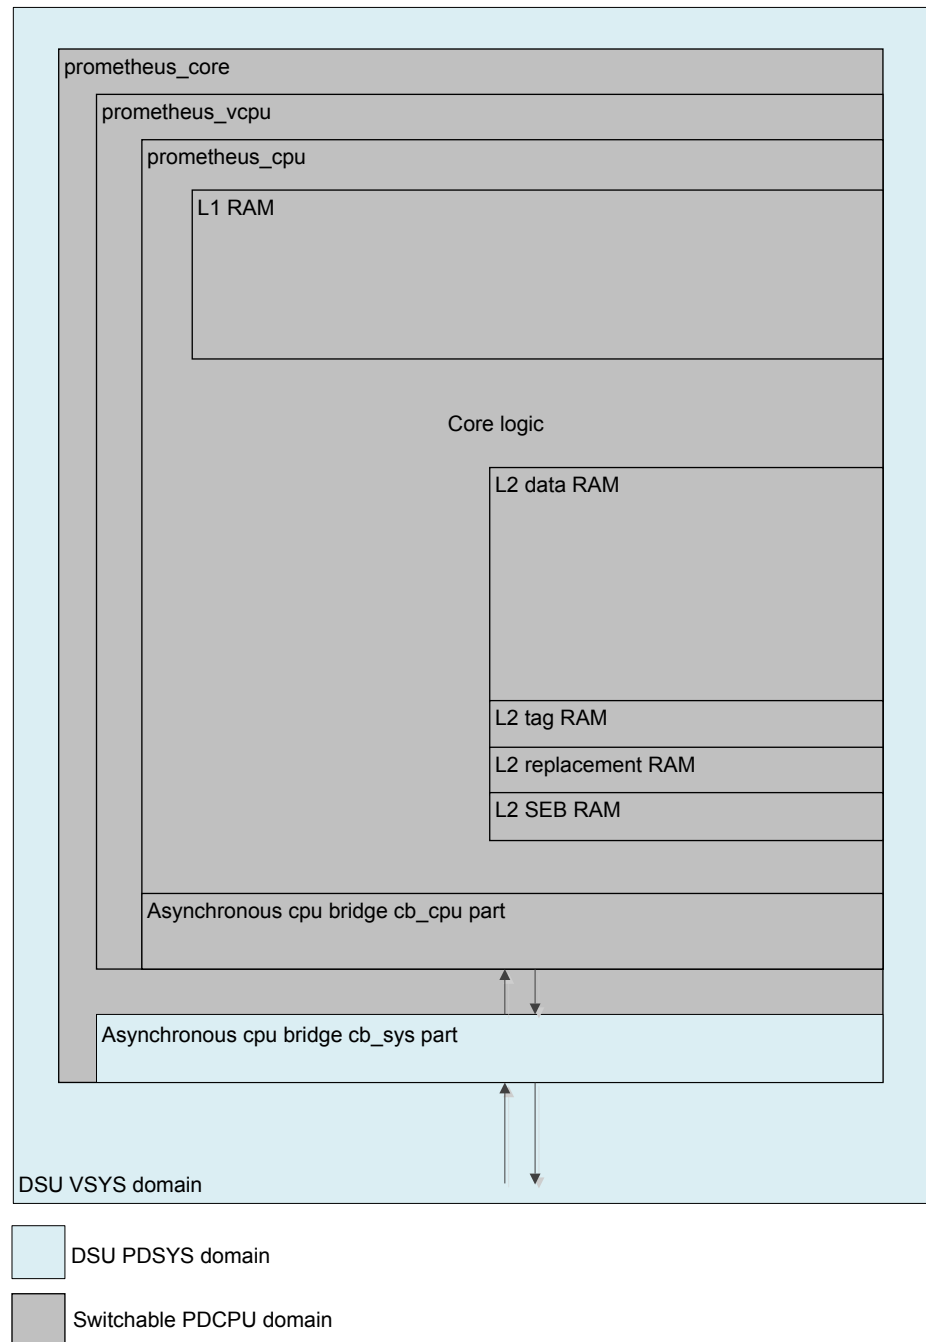 prometheus_core
prometheus_vcpu
prometheus_cpu
L1 RAM
Core logic
L2 data RAM
L2 tag RAM
L2 replacement RAM
L2 SEB RAM
Asynchronous cpu bridge cb_cpu part
Asynchronous cpu bridge cb_sys part
DSU VSYS domain
DSU PDSYS domain
Switchable PDCPU domain